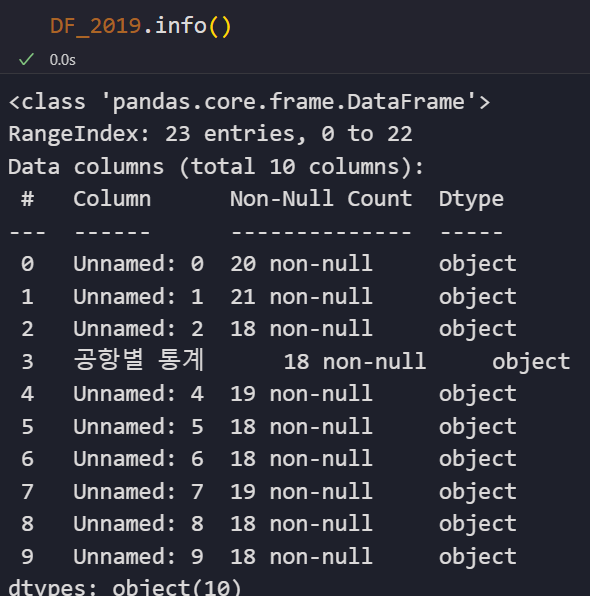 DF_2019.info()
0.0s
<class 'pandas.core.frame.DataFrame'>
RangeIndex: 23 entries, 0 to 22
Data columns (total 10 columns):
 #   Column      Non-Null Count  Dtype
---  ------      --------------  -----
 0   Unnamed: 0  20 non-null     object
 1   Unnamed: 1  21 non-null     object
 2   Unnamed: 2  18 non-null     object
 3   공항별 통계      18 non-null     object
 4   Unnamed: 4  19 non-null     object
 5   Unnamed: 5  18 non-null     object
 6   Unnamed: 6  18 non-null     object
 7   Unnamed: 7  19 non-null     object
 8   Unnamed: 8  18 non-null     object
 9   Unnamed: 9  18 non-null     object
dtypes: object(10)